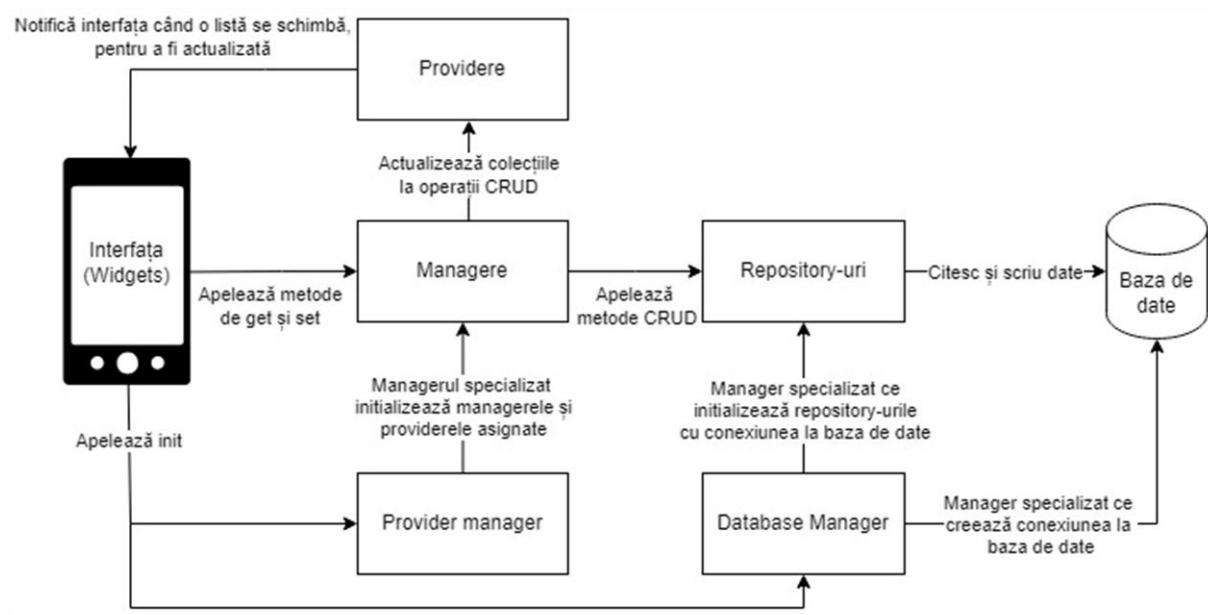 Notifică interfața când o listă se schimbă,
pentru a fi actualizată
Providere
Actualizează colecțiile
la operații CRUD
Interfața
(Widgets)
Apelează metode
de get și set
Managere
Apelează
metode CRUD
Repository-uri
Citesc și scriu date
Baza de
date
Apelează init
Managerul specializat
initializează managerele și
providerele asignate
Manager specializat ce
initializează repository-urile
cu conexiunea la baza de date
Provider manager
Database Manager
Manager specializat ce
creează conexiunea la
baza de date